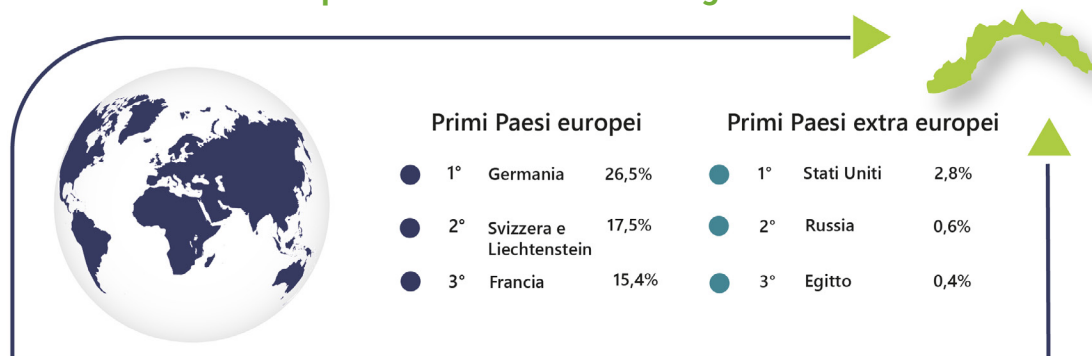 Primi Paesi europei
1° Germania 26,5%
2° Svizzera e 17,5%
Liechtenstein
3° Francia 15,4%
Primi Paesi extra europei
1° Stati Uniti 2,8%
2° Russia 0,6%
3° Egitto 0,4%